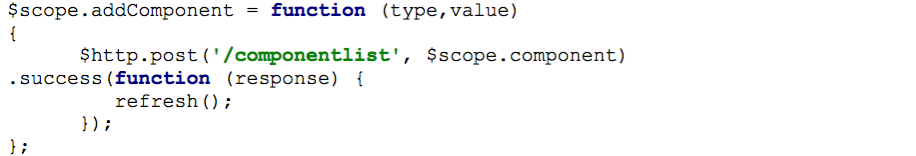 $scope.addComponent = function (type,value)
{
$http.post('/componentlist', $scope.component)
.success(function (response) {
refresh();
});
};